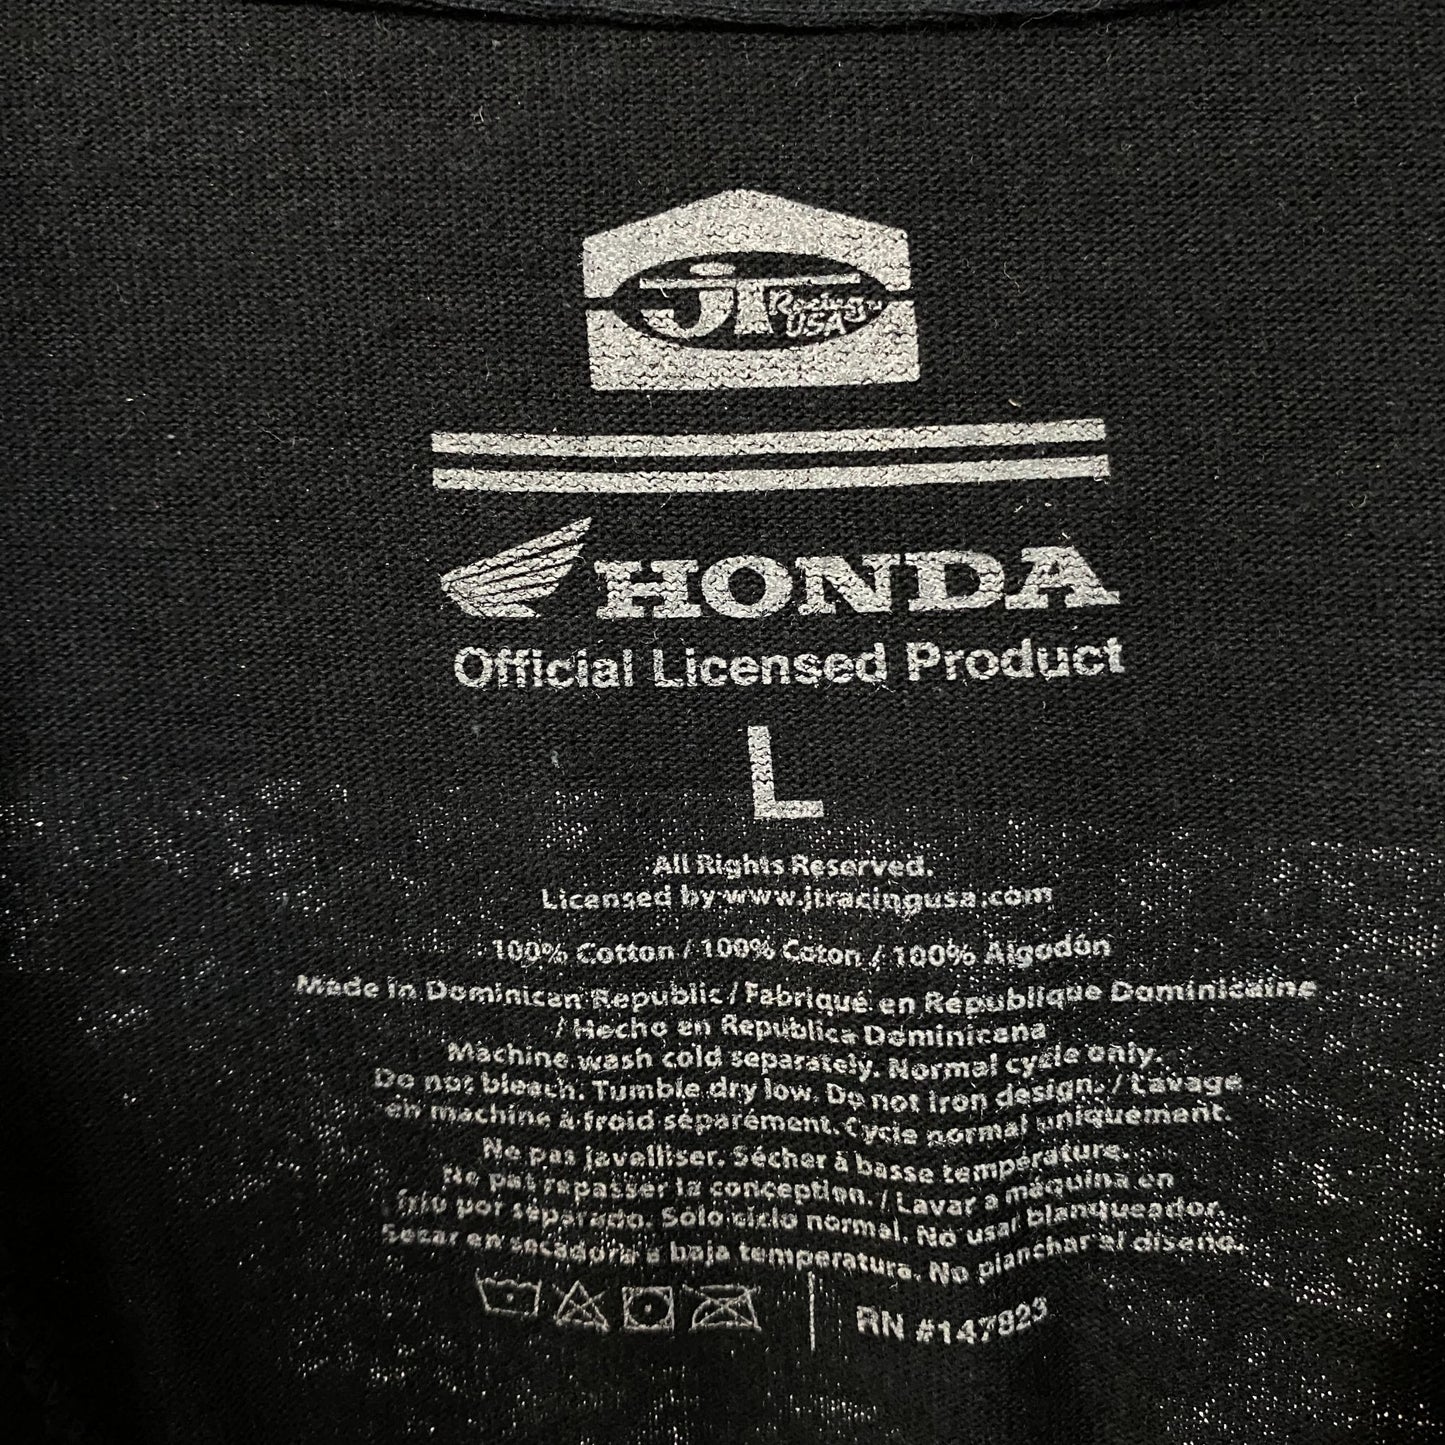 JT Racing USA™
HONDA
Official Licensed Product
L
All Rights Reserved.
Licensed by www.jtracingusa.com
100% Cotton / 100% Coton / 100% Algodón
Made in Dominican Republic / Fabriqué en République Dominicaine
/ Hecho en República Dominicana
Machine wash cold separately. Normal cycle only.
Do not bleach. Tumble dry low. Do not iron design. / Lavage
en machine à froid séparément. Cycle normal uniquement.
Ne pas javelliser. Sécher à basse température.
Ne pas repasser la conception. / Lavar a máquina en
frío por separado. Sólo ciclo normal. No usar blanqueador.
Secar en secadora a baja temperatura. No planchar el diseño.
RN #147823